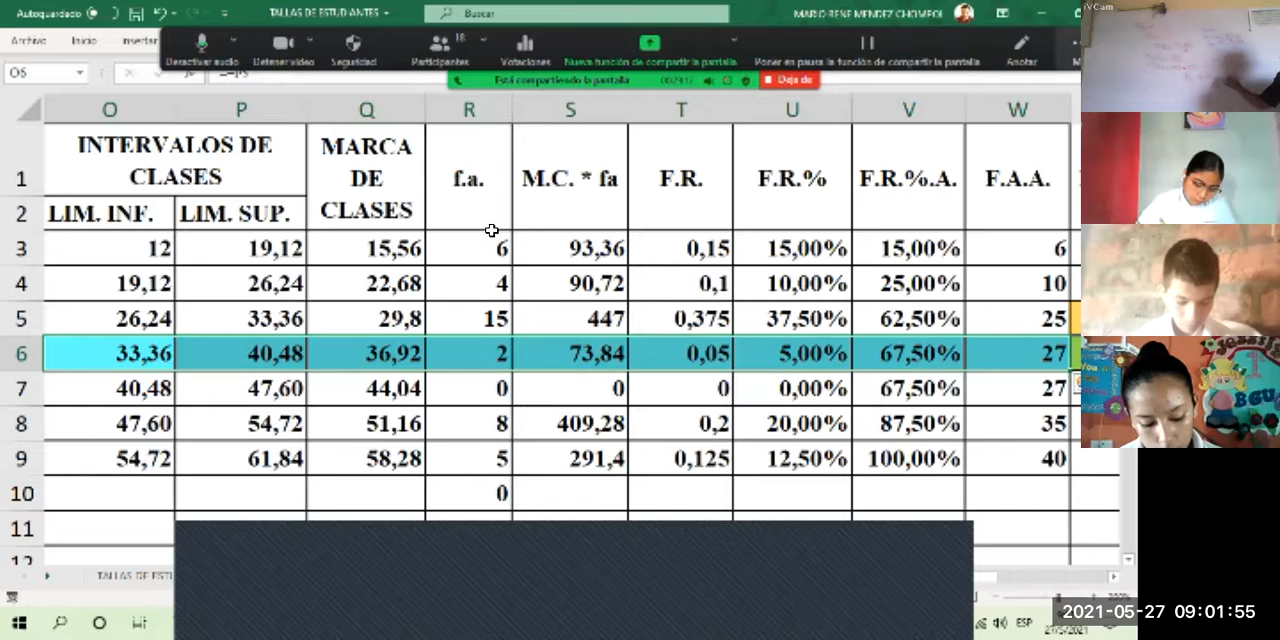 Autoguardado
TALLAS DE ESTUDIANTES
Buscar
MARIO RENE MENDEZ CHOMPOL
Archivo Inicio Insertar
18
Desactivar audio Detener video Seguridad Participantes Votaciones Nueva función de compartir la pantalla Poner en pausa la función de compartir la pantalla Anotar
Está compartiendo la pantalla
Deja de
O6
iVCam
O P Q R S T U V W
INTERVALOS DE CLASES MARCA DE CLASES f.a. M.C. * fa F.R. F.R.% F.R.%.A. F.A.A.
1
2 LIM. INF. LIM. SUP.
3 12 19,12 15,56 6 93,36 0,15 15,00% 15,00% 6
4 19,12 26,24 22,68 4 90,72 0,1 10,00% 25,00% 10
5 26,24 33,36 29,8 15 447 0,375 37,50% 62,50% 25
6 33,36 40,48 36,92 2 73,84 0,05 5,00% 67,50% 27
7 40,48 47,60 44,04 0 0 0 0,00% 67,50% 27
8 47,60 54,72 51,16 8 409,28 0,2 20,00% 87,50% 35
9 54,72 61,84 58,28 5 291,4 0,125 12,50% 100,00% 40
10 0
11
12
TALLAS DE EST
ESP
2021-05-27 09:01:55
BGU